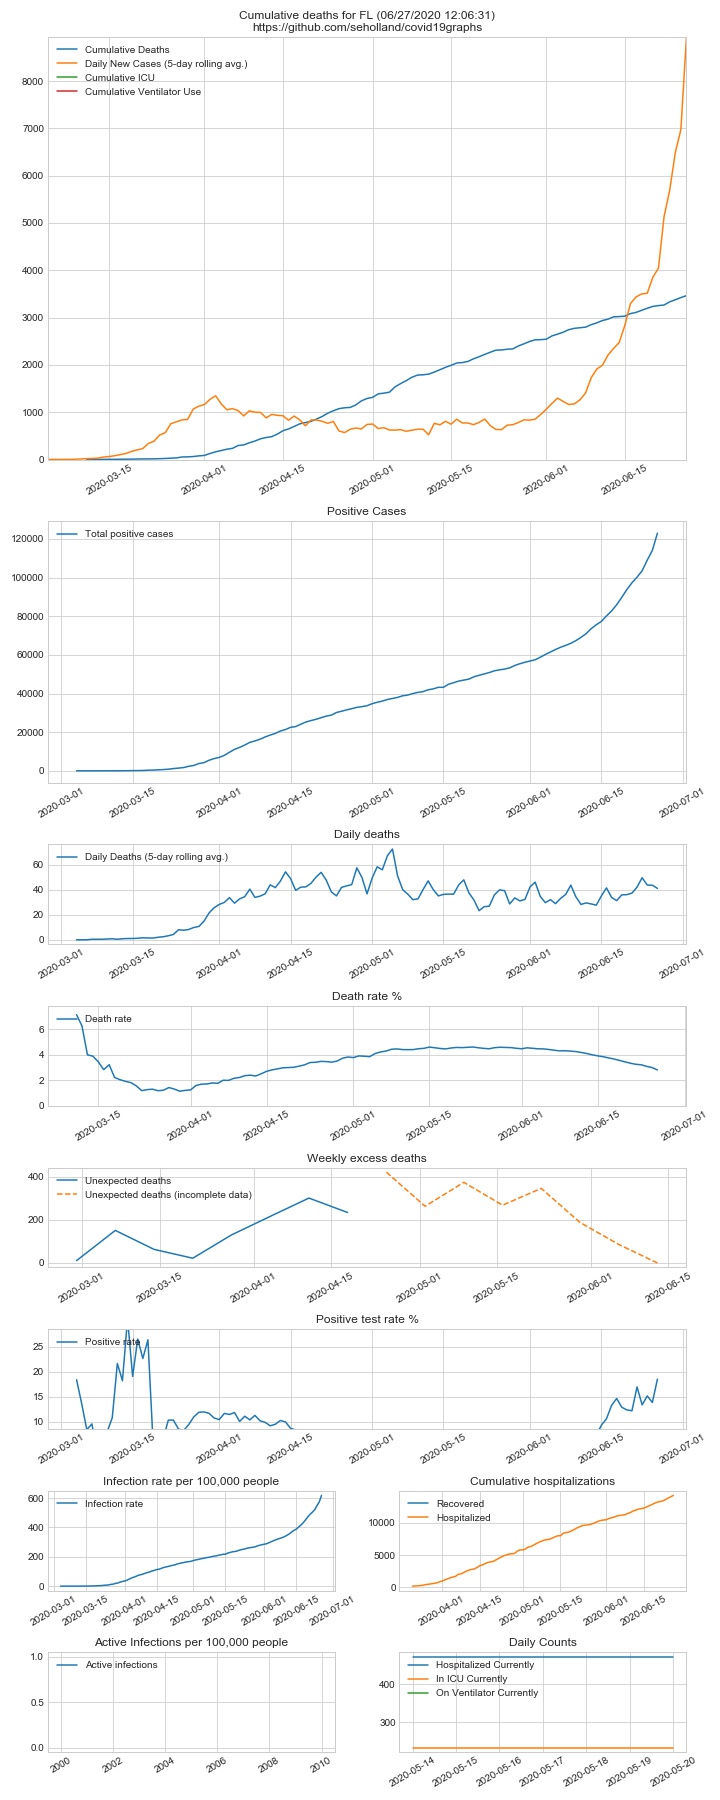 Cumulative deaths for FL (06/27/2020 12:06:31)
https://github.com/seholland/covid19graphs
Cumulative Deaths
Daily New Cases (5-day rolling avg.)
Cumulative ICU
Cumulative Ventilator Use
8000
7000
6000
5000
4000
3000
2000
1000
0
2020-03-15 2020-04-01 2020-04-15 2020-05-01 2020-05-15 2020-06-01 2020-06-15
Positive Cases
Total positive cases
120000
100000
80000
60000
40000
20000
0
2020-03-01 2020-03-15 2020-04-01 2020-04-15 2020-05-01 2020-05-15 2020-06-01 2020-06-15 2020-07-01
Daily deaths
Daily Deaths (5-day rolling avg.)
60
40
20
0
2020-03-01 2020-03-15 2020-04-01 2020-04-15 2020-05-01 2020-05-15 2020-06-01 2020-06-15 2020-07-01
Death rate %
Death rate
6
4
2
0
2020-03-15 2020-04-01 2020-04-15 2020-05-01 2020-05-15 2020-06-01 2020-06-15 2020-07-01
Weekly excess deaths
Unexpected deaths
Unexpected deaths (incomplete data)
400
200
0
2020-03-01 2020-03-15 2020-04-01 2020-04-15 2020-05-01 2020-05-15 2020-06-01 2020-06-15
Positive test rate %
Positive rate
25
20
15
10
2020-03-01 2020-03-15 2020-04-01 2020-04-15 2020-05-01 2020-05-15 2020-06-01 2020-06-15 2020-07-01
Infection rate per 100,000 people
Infection rate
600
400
200
0
2020-03-01 2020-03-15 2020-04-01 2020-04-15 2020-05-01 2020-05-15 2020-06-01 2020-06-15 2020-07-01
Cumulative hospitalizations
Recovered
Hospitalized
10000
5000
0
2020-04-01 2020-04-15 2020-05-01 2020-05-15 2020-06-01 2020-06-15
Active Infections per 100,000 people
Active infections
1.0
0.5
0.0
2000 2002 2004 2006 2008 2010
Daily Counts
Hospitalized Currently
In ICU Currently
On Ventilator Currently
400
300
2020-05-14 2020-05-15 2020-05-16 2020-05-17 2020-05-18 2020-05-19 2020-05-20